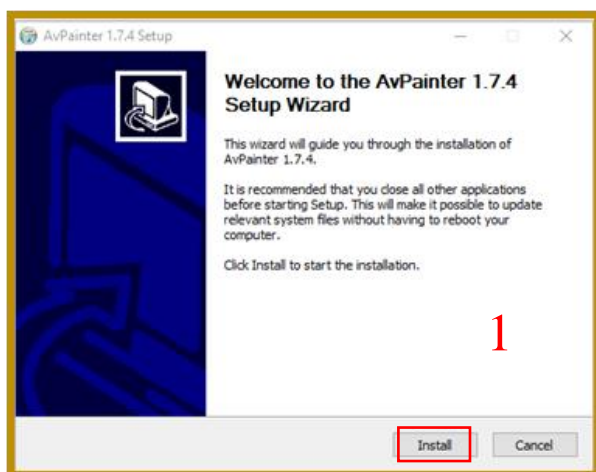 AvPainter 1.7.4 Setup
Welcome to the AvPainter 1.7.4
Setup Wizard
This wizard will guide you through the installation of
AvPainter 1.7.4.
It is recommended that you close all other applications
before starting Setup. This will make it possible to update
relevant system files without having to reboot your
computer.
Click Install to start the installation.
1
Install
Cancel